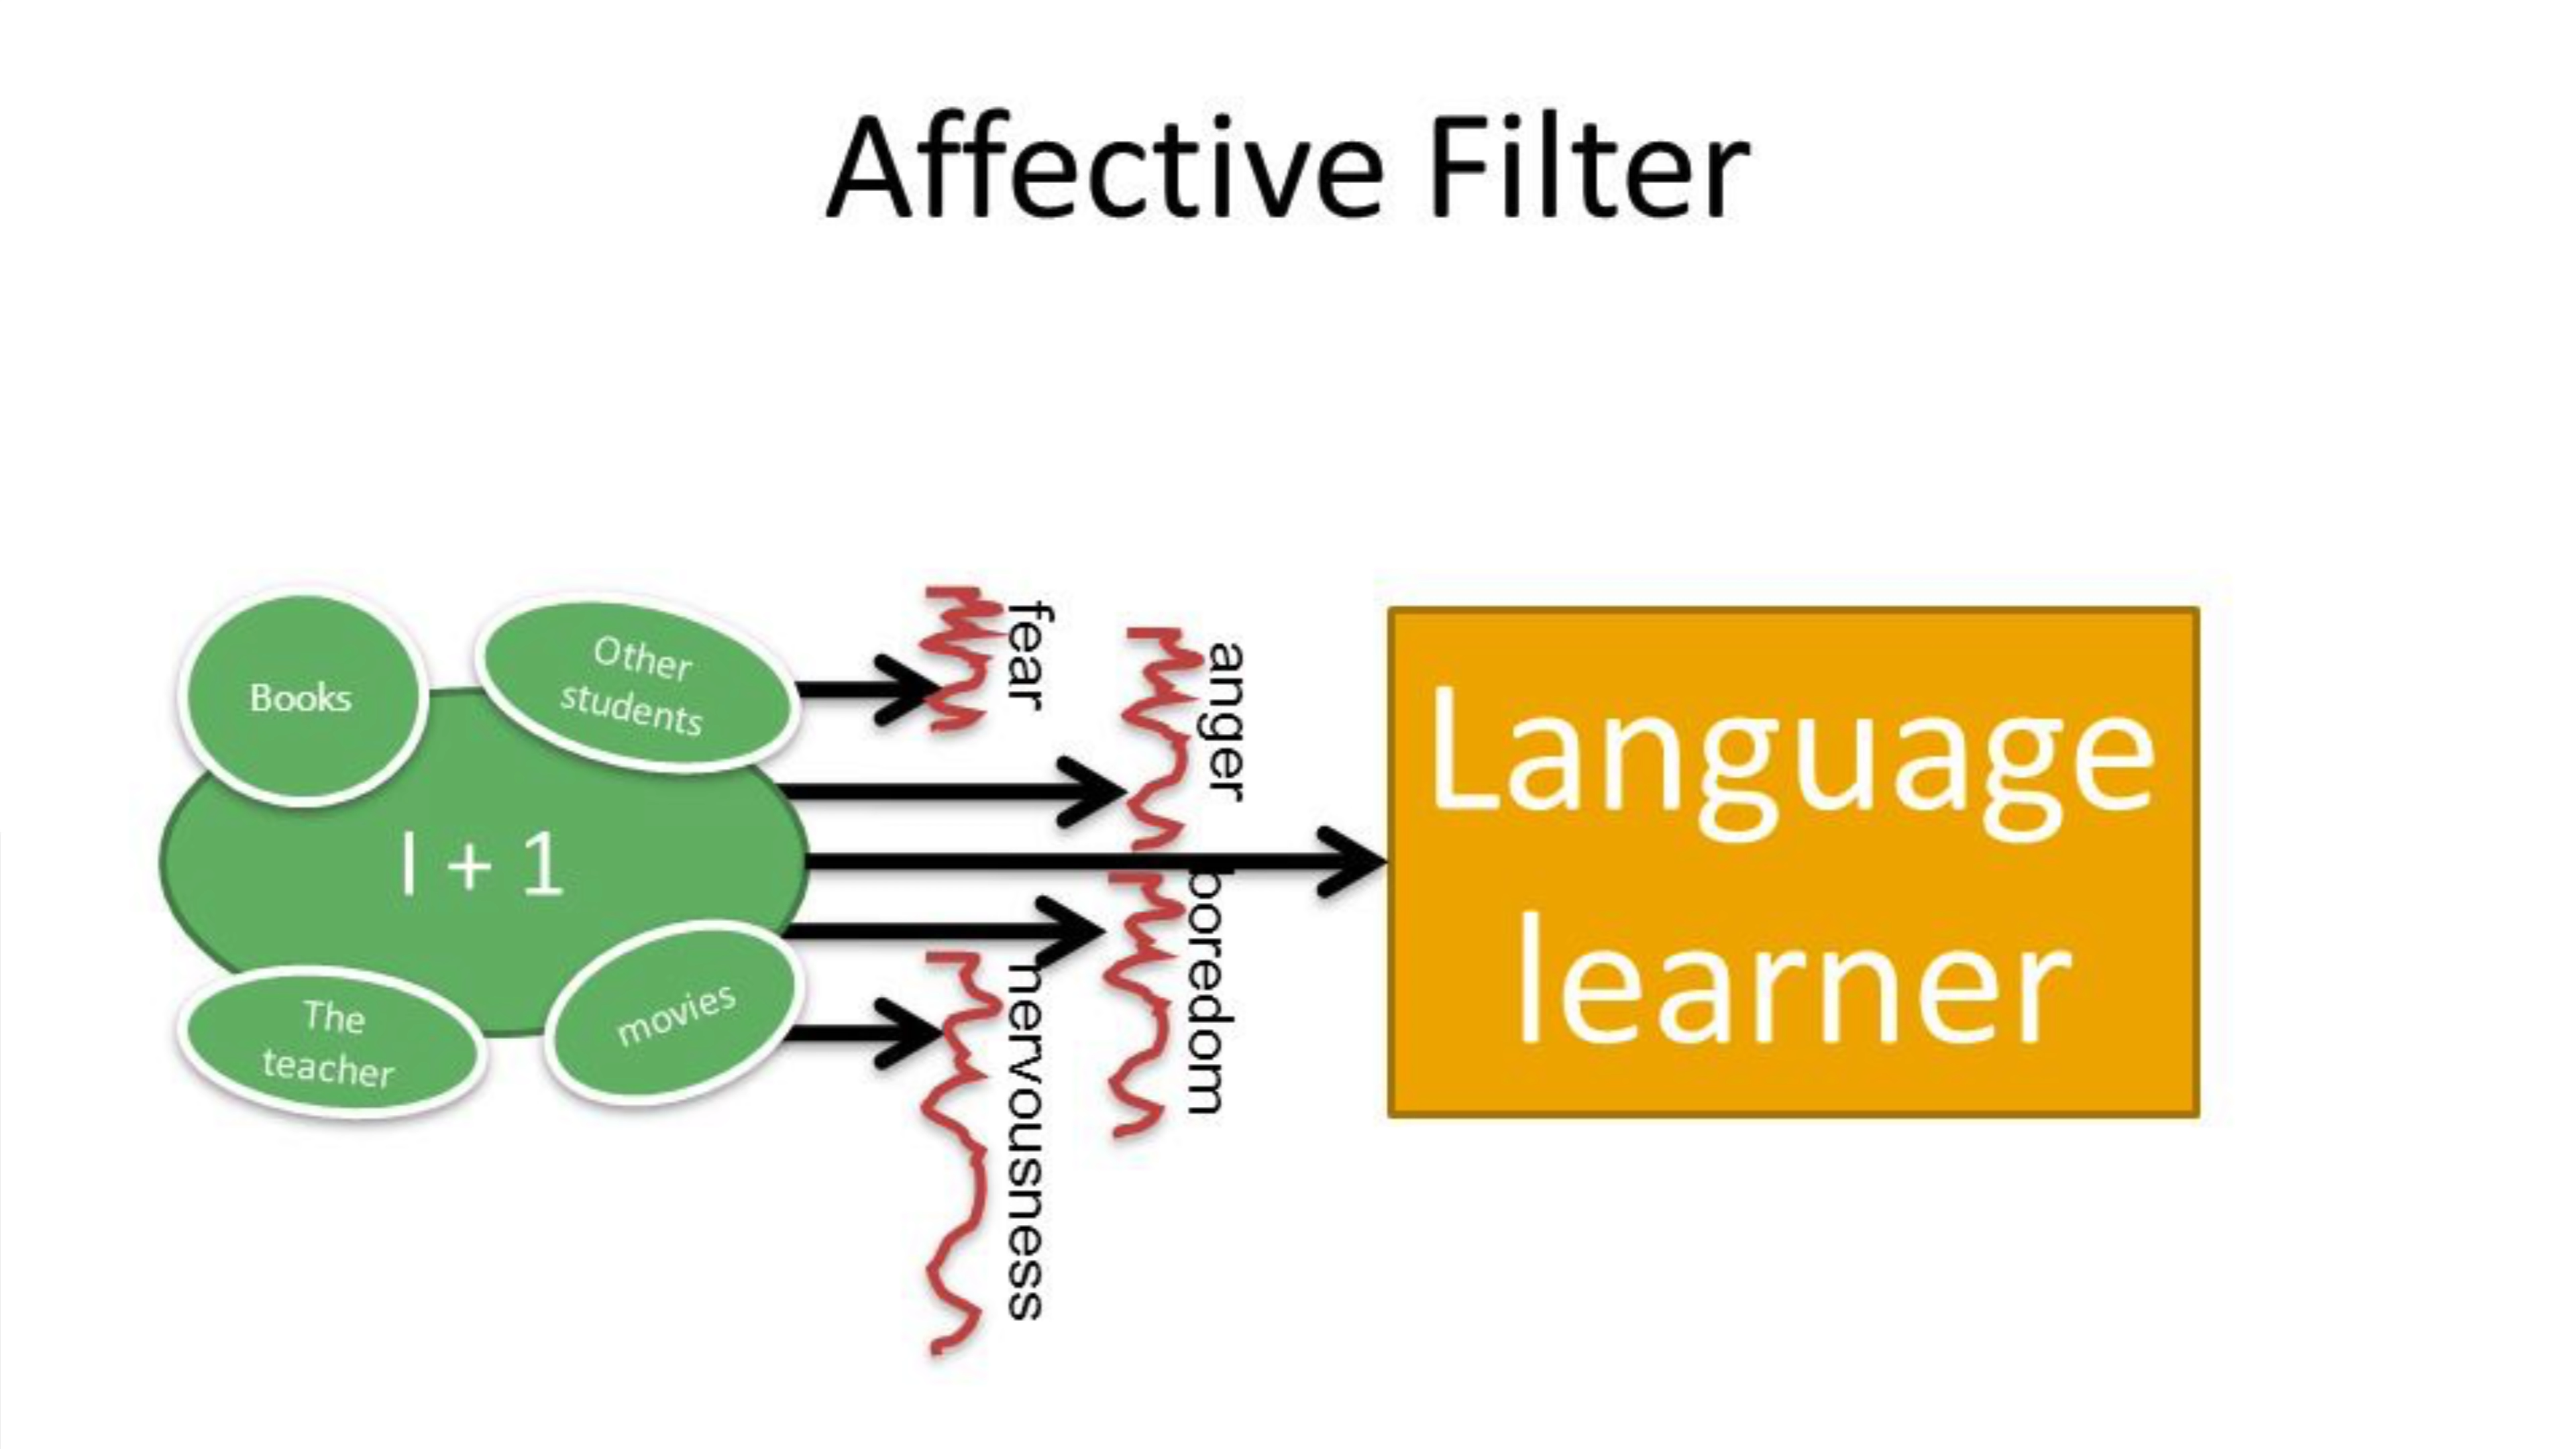 Affective Filter
Books
Other
students
I + 1
The
teacher
movies
fear
anger
boredom
nervousness
Language
learner